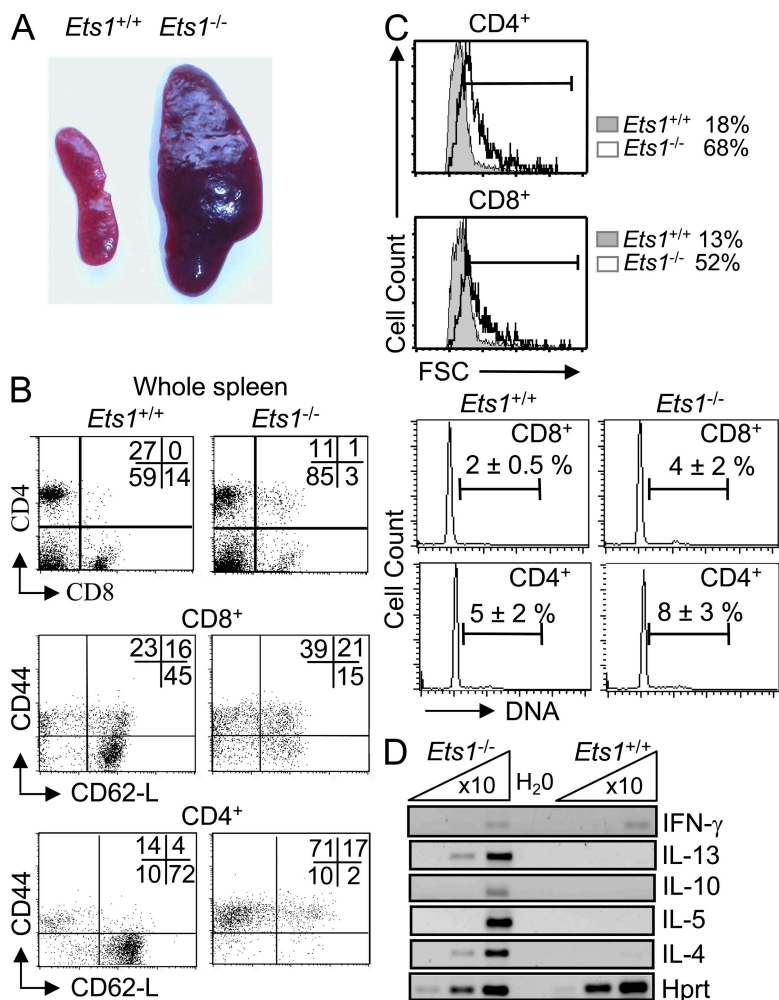 A
Ets1+/+ Ets1-/-
B
Whole spleen
Ets1+/+ Ets1-/-
27 0
59 14
11 1
85 3
CD4
CD8
CD8+
23 16
45
39 21
15
CD44
CD62-L
CD4+
14 4
10 72
71 17
10 2
CD44
CD62-L
C
CD4+
Ets1+/+ 18%
Ets1-/- 68%
CD8+
Ets1+/+ 13%
Ets1-/- 52%
Cell Count
FSC
Ets1+/+ Ets1-/-
CD8+
2 ± 0.5 %
CD8+
4 ± 2 %
CD4+
5 ± 2 %
CD4+
8 ± 3 %
Cell Count
DNA
D
Ets1-/- Ets1+/+
x10 H20 x10
IFN-γ
IL-13
IL-10
IL-5
IL-4
Hprt